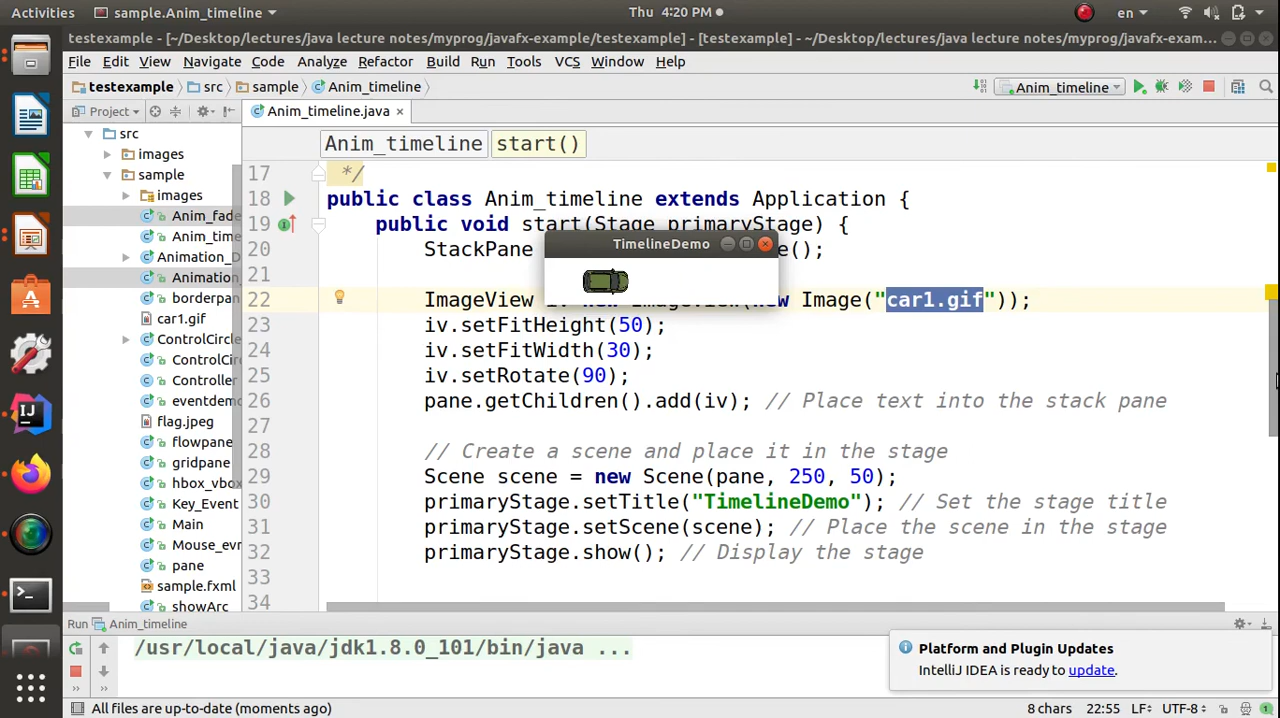 Activities sample.Anim_timeline Thu 4:20 PM en
testexample - [~/Desktop/lectures/java lecture notes/myprog/javafx-example/testexample] - [testexample] - [~/Desktop/lectures/java lecture notes/myprog/javafx-exam...
File Edit View Navigate Code Analyze Refactor Build Run Tools VCS Window Help
testexample src sample Anim_timeline Anim_timeline
Project Anim_timeline.java ×
Anim_timeline start()
src
images
sample
images
Anim_fade
Anim_time
Animation_D
Animation_
borderpan
car1.gif
ControlCircle
ControlCir
Controller
eventdemo
flag.jpeg
flowpane
gridpane
hbox_vbox
Key_Event
Main
Mouse_evn
pane
sample.fxml
showArc
17 */
18 public class Anim_timeline extends Application {
19 public void start(Stage primaryStage) {
20 StackPane e();
TimelineDemo
21
22 ImageView iv = new ImageView(new Image("car1.gif"));
23 iv.setFitHeight(50);
24 iv.setFitWidth(30);
25 iv.setRotate(90);
26 pane.getChildren().add(iv); // Place text into the stack pane
27
28 // Create a scene and place it in the stage
29 Scene scene = new Scene(pane, 250, 50);
30 primaryStage.setTitle("TimelineDemo"); // Set the stage title
31 primaryStage.setScene(scene); // Place the scene in the stage
32 primaryStage.show(); // Display the stage
33
34
Run Anim_timeline
/usr/local/java/jdk1.8.0_101/bin/java ...
Platform and Plugin Updates
IntelliJ IDEA is ready to update.
All files are up-to-date (moments ago) 8 chars 22:55 LF÷ UTF-8÷